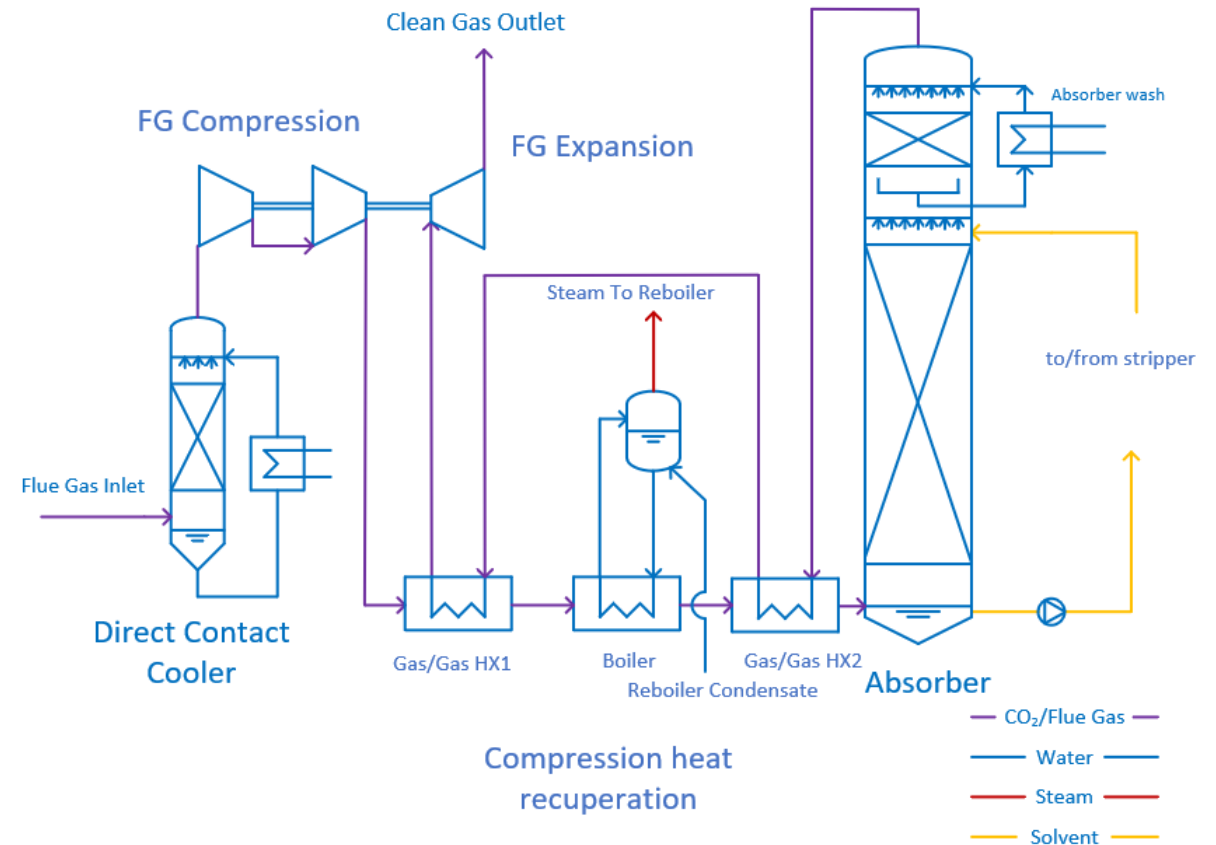 Clean Gas Outlet
FG Compression
FG Expansion
Absorber wash
Steam To Reboiler
to/from stripper
Flue Gas Inlet
Direct Contact
Cooler
Gas/Gas HX1
Boiler
Gas/Gas HX2
Reboiler Condensate
Absorber
CO₂/Flue Gas
Compression heat
recuperation
Water
Steam
Solvent